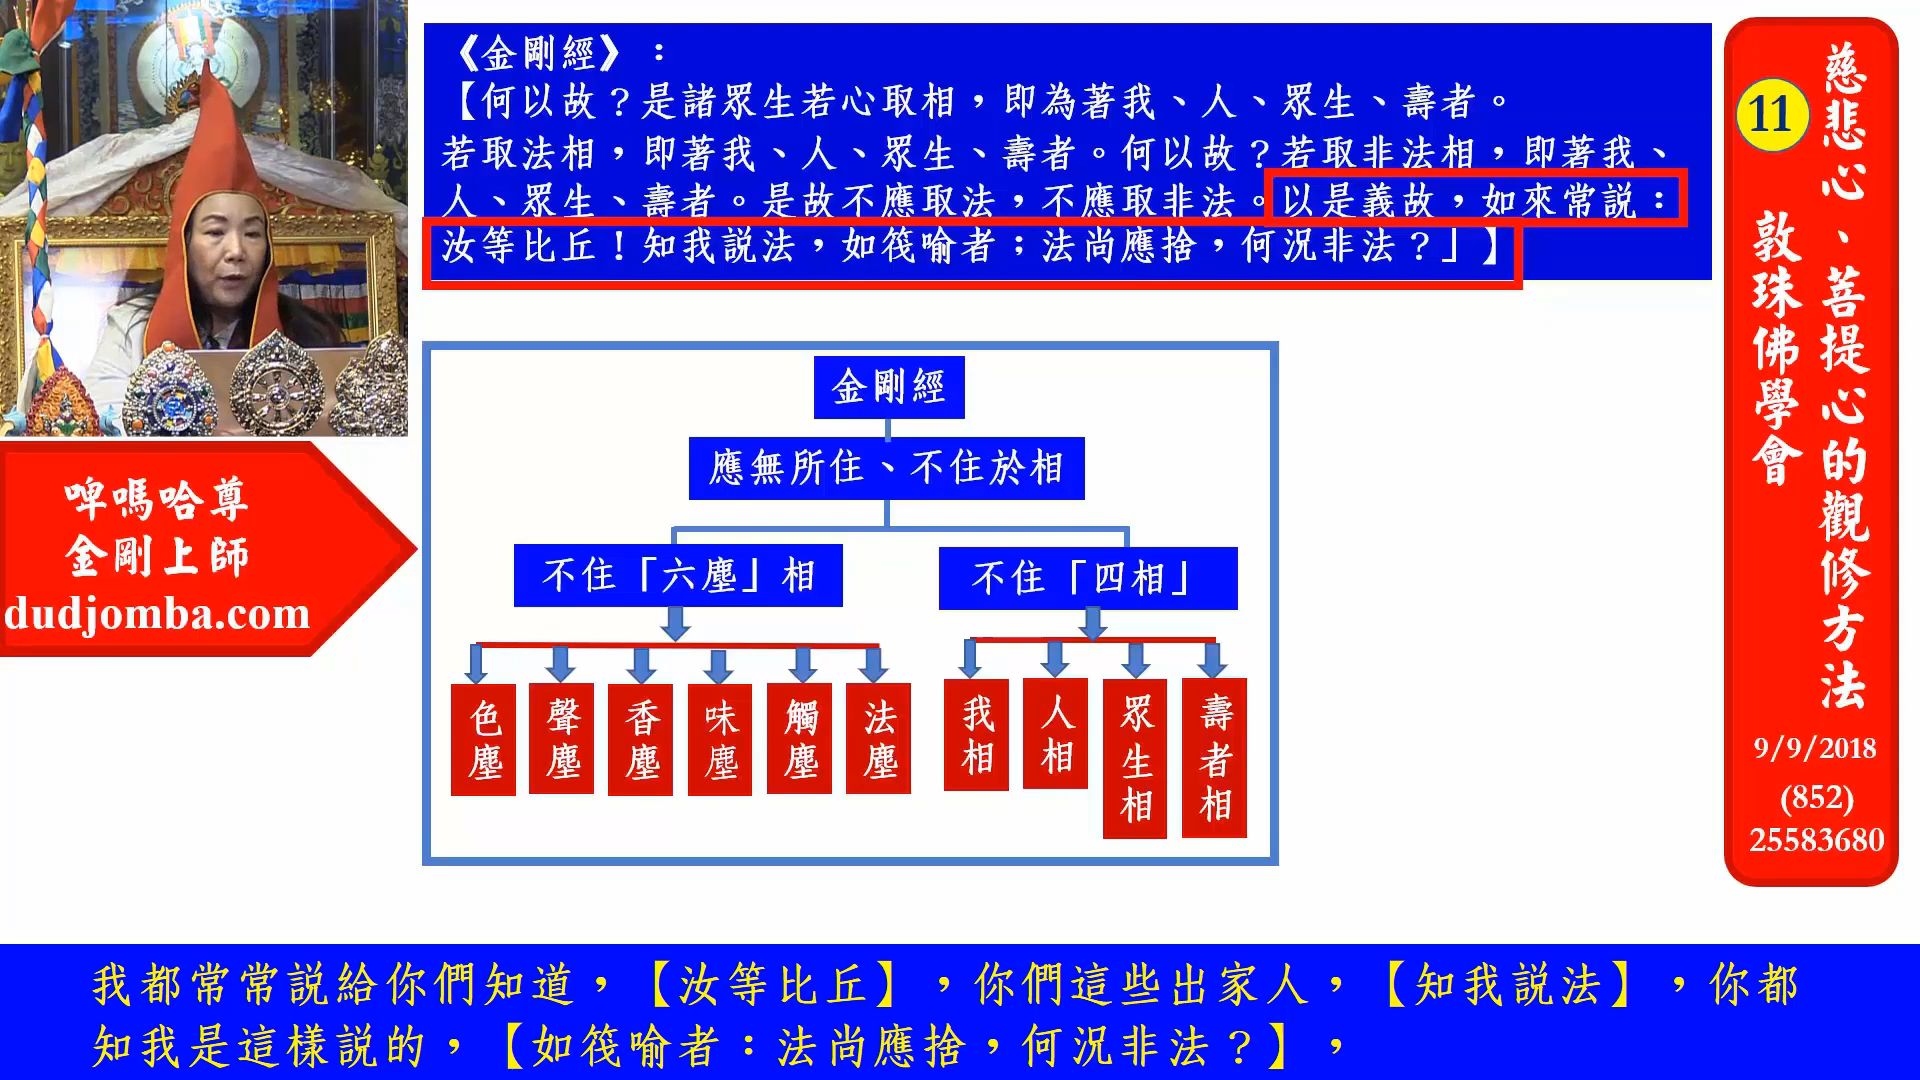 《金剛經》：
【何以故？是諸眾生若心取相，即為著我、人、眾生、壽者。
若取法相，即著我、人、眾生、壽者。何以故？若取非法相，即著我、
人、眾生、壽者。是故不應取法，不應取非法。以是義故，如來常説：
汝等比丘！知我説法，如筏喻者；法尚應捨，何況非法？」】
金剛經
應無所住、不住於相
不住「六塵」相
不住「四相」
色塵
聲塵
香塵
味塵
觸塵
法塵
我相
人相
眾生相
壽者相
啤嗎哈尊
金剛上師
dudjomba.com
慈悲心、菩提心的觀修方法
11
敦珠佛學會
9/9/2018
(852)
25583680
我都常常説給你們知道，【汝等比丘】，你們這些出家人，【知我説法】，你都
知我是這樣説的，【如筏喻者：法尚應捨，何況非法？】，